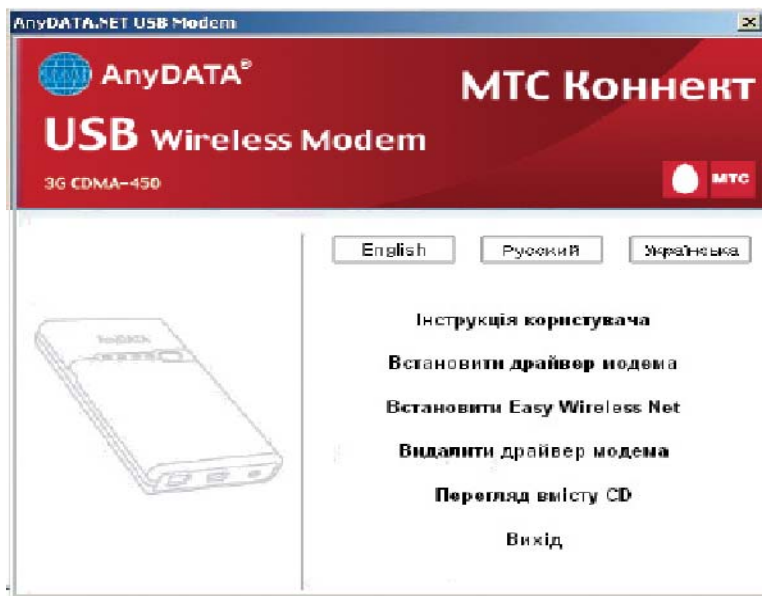 AnyDATA.NET USB Modem
AnyDATA®
МТС Коннект
USB Wireless Modem
3G CDMA-450
МТС
English Русский Українська
Інструкція користувача
Встановити драйвер модема
Встановити Easy Wireless Net
Видалити драйвер модема
Перегляд вмісту CD
Вихід
AnyDATA